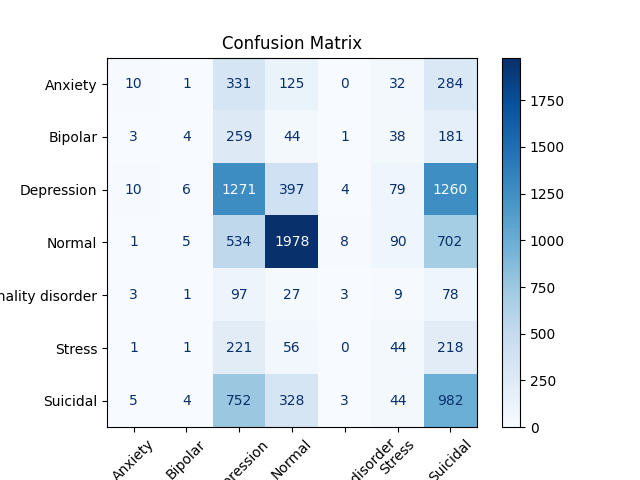 Confusion Matrix
Anxiety 10 1 331 125 0 32 284
Bipolar 3 4 259 44 1 38 181
Depression 10 6 1271 397 4 79 1260
Normal 1 5 534 1978 8 90 702
nality disorder 3 1 97 27 3 9 78
Stress 1 1 221 56 0 44 218
Suicidal 5 4 752 328 3 44 982
Anxiety Bipolar ression Normal disorder Stress Suicidal
1750
1500
1250
1000
750
500
250
0